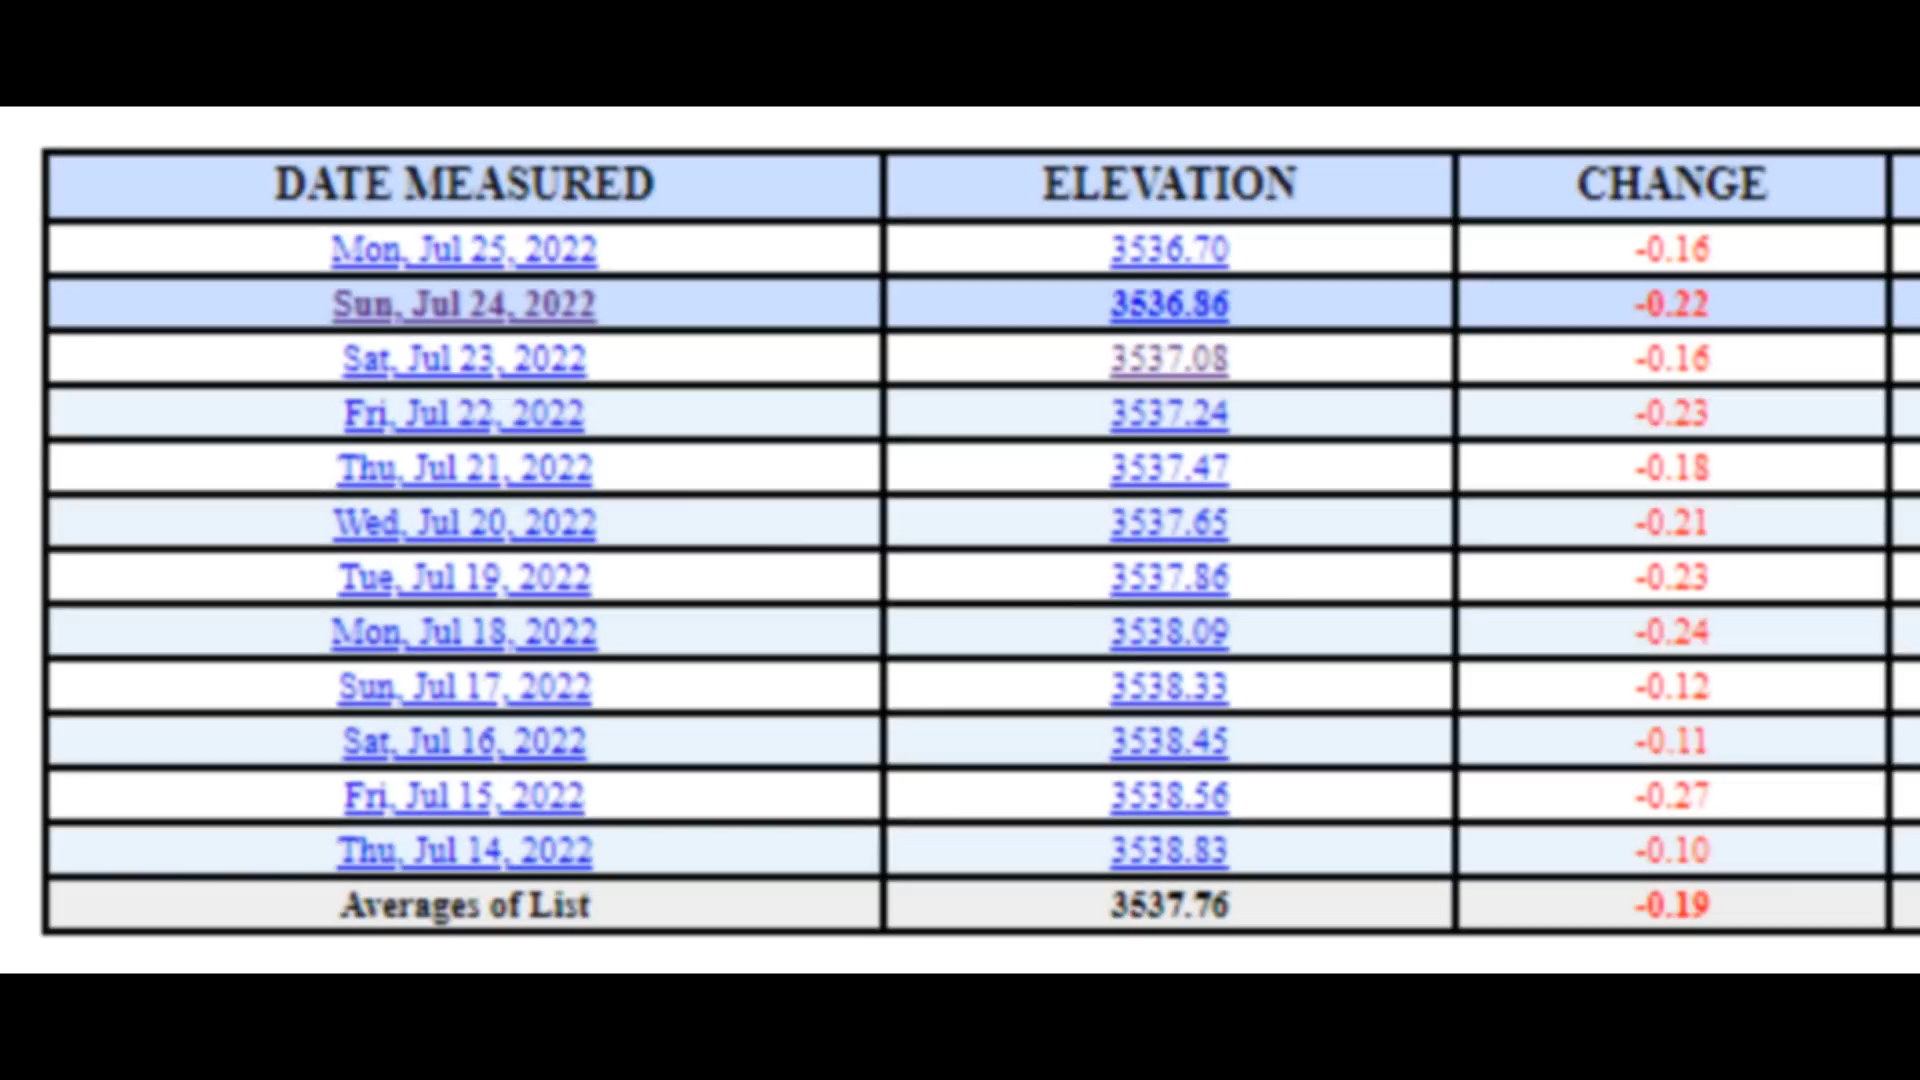 DATE MEASURED ELEVATION CHANGE
Mon, Jul 25, 2022 3536.70 -0.16
Sun, Jul 24, 2022 3536.86 -0.22
Sat, Jul 23, 2022 3537.08 -0.16
Fri, Jul 22, 2022 3537.24 -0.23
Thu, Jul 21, 2022 3537.47 -0.18
Wed, Jul 20, 2022 3537.65 -0.21
Tue, Jul 19, 2022 3537.86 -0.23
Mon, Jul 18, 2022 3538.09 -0.24
Sun, Jul 17, 2022 3538.33 -0.12
Sat, Jul 16, 2022 3538.45 -0.11
Fri, Jul 15, 2022 3538.56 -0.27
Thu, Jul 14, 2022 3538.83 -0.10
Averages of List 3537.76 -0.19